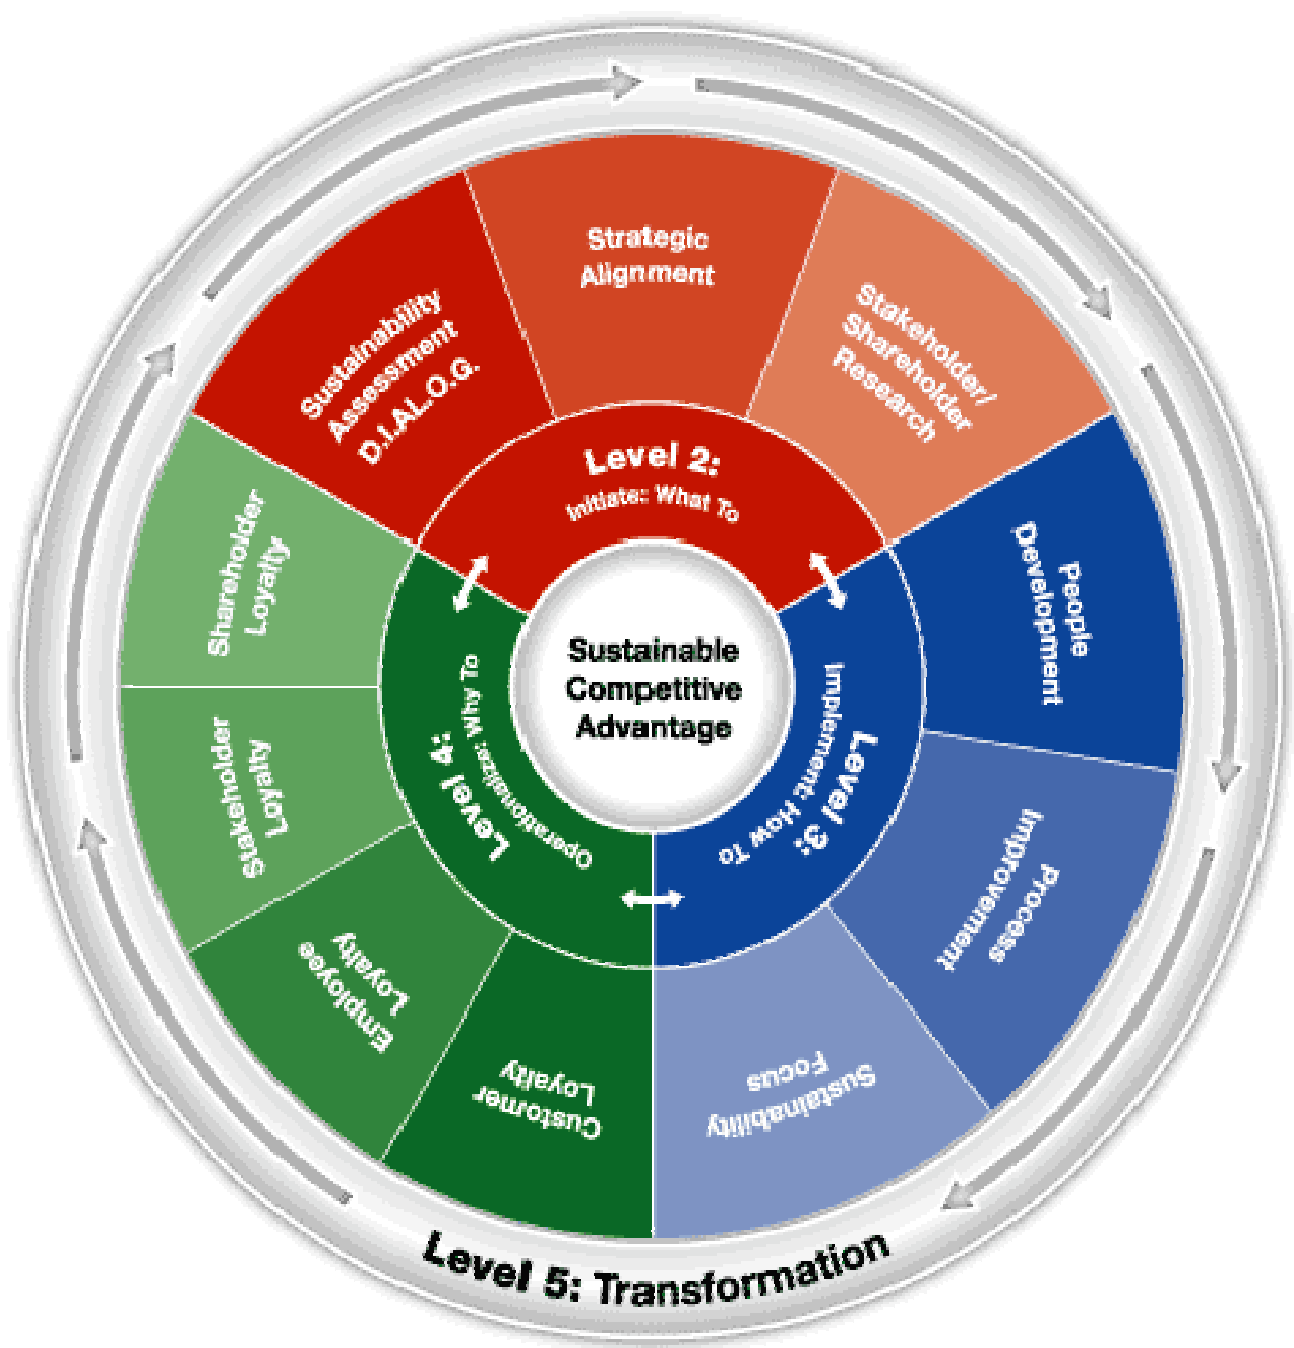 Strategic
Alignment
Stakeholder/
Shareholder
Research
People
Development
Process
Improvement
Sustainability
Focus
Customer
Loyalty
Employee
Loyalty
Stakeholder
Loyalty
Shareholder
Loyalty
Sustainability
Assessment
D.I.AL.O.G.
Level 2:
Initiate: What To
Level 3:
Implement: How To
Level 4:
Operationalize: Why To
Sustainable
Competitive
Advantage
Level 5: Transformation